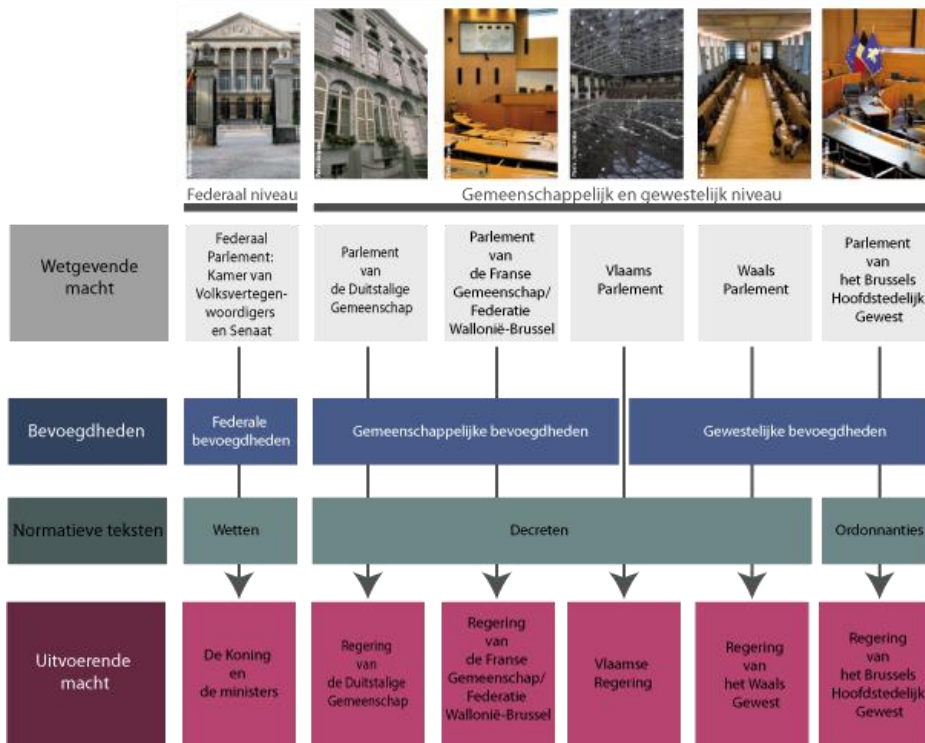 Federaal niveau
Gemeenschappelijk en gewestelijk niveau
Wetgevende
macht
Federaal
Parlement:
Kamer van
Volksvertegen-
woordigers
en Senaat
Parlement
van
de Duitstalige
Gemeenschap
Parlement
van
de Franse
Gemeenschap/
Federatie
Wallonië-Brussel
Vlaams
Parlement
Waals
Parlement
Parlement
van
het Brussels
Hoofdstedelijk
Gewest
Bevoegdheden
Federale
bevoegdheden
Gemeenschappelijke bevoegdheden
Gewestelijke bevoegdheden
Normatieve teksten
Wetten
Decreten
Ordonnanties
Uitvoerende
macht
De Koning
en
de ministers
Regering
van
de Duitstalige
Gemeenschap
Regering
van
de Franse
Gemeenschap/
Federatie
Wallonië-Brussel
Vlaamse
Regering
Regering
van
het Waals
Gewest
Regering
van
het Brussels
Hoofdstedelijk
Gewest